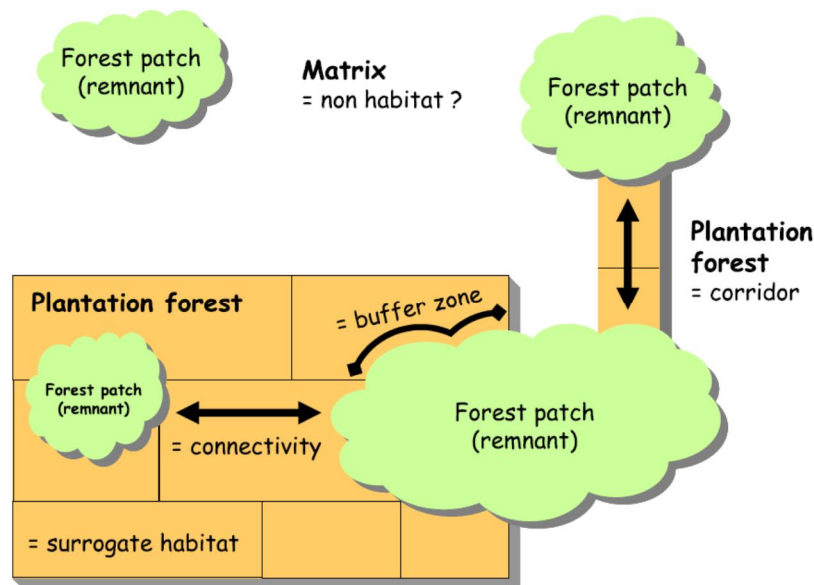 Forest patch
(remnant)
Matrix
= non habitat ?
Forest patch
(remnant)
Plantation
forest
= corridor
Plantation forest
= buffer zone
Forest patch
(remnant)
= connectivity
Forest patch
(remnant)
= surrogate habitat